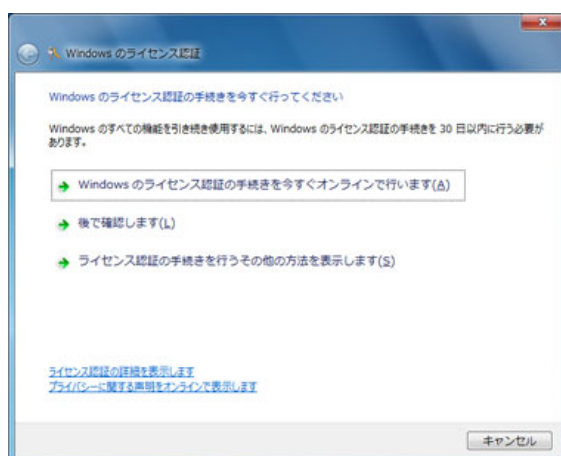 Windows のライセンス認証
Windows のライセンス認証の手続きを今すぐ行ってください
Windows のすべての機能を引き続き使用するには、Windows のライセンス認証の手続きを 30 日以内に行う必要が
あります。
Windows のライセンス認証の手続きを今すぐオンラインで行います(A)
後で確認します(L)
ライセンス認証の手続きを行うその他の方法を表示します(S)
ライセンス認証の詳細を表示します
プライバシーに関する声明をオンラインで表示します
キャンセル